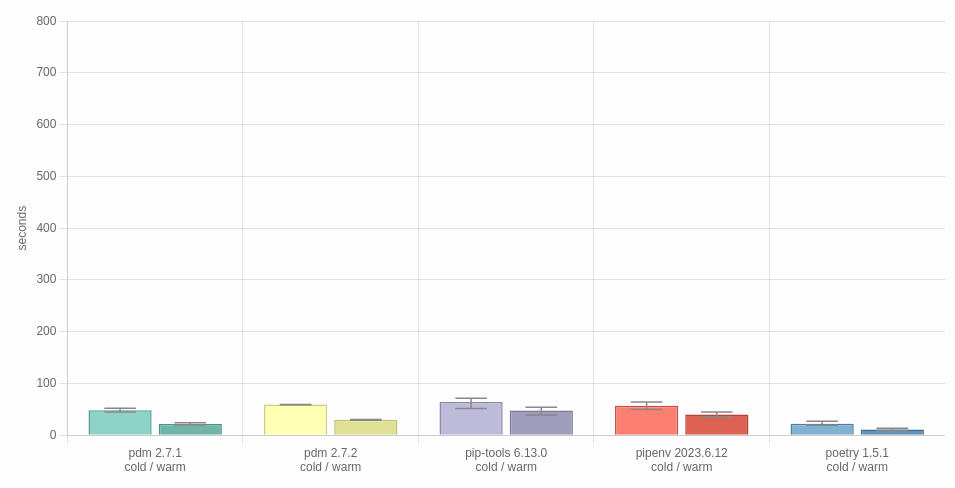 800
700
600
500
400
300
200
100
0
seconds
pdm 2.7.1
cold / warm
pdm 2.7.2
cold / warm
pip-tools 6.13.0
cold / warm
pipenv 2023.6.12
cold / warm
poetry 1.5.1
cold / warm